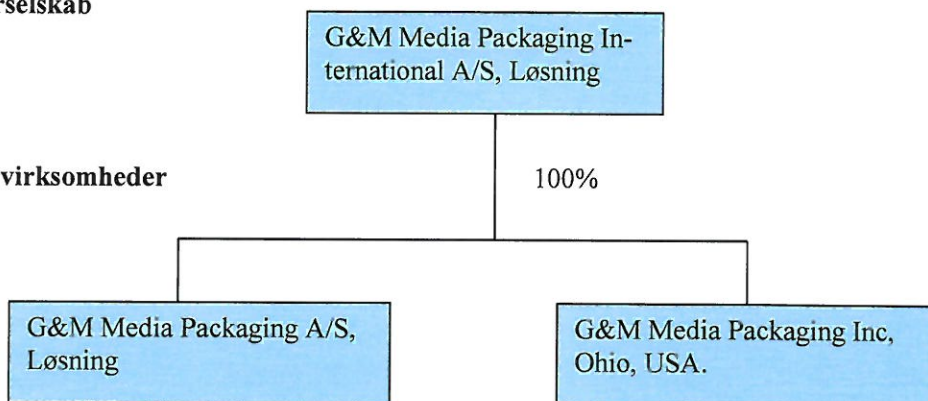 rselskab
G&M Media Packaging In-
ternational A/S, Løsning
virksomheder
100%
G&M Media Packaging A/S,
Løsning
G&M Media Packaging Inc,
Ohio, USA.